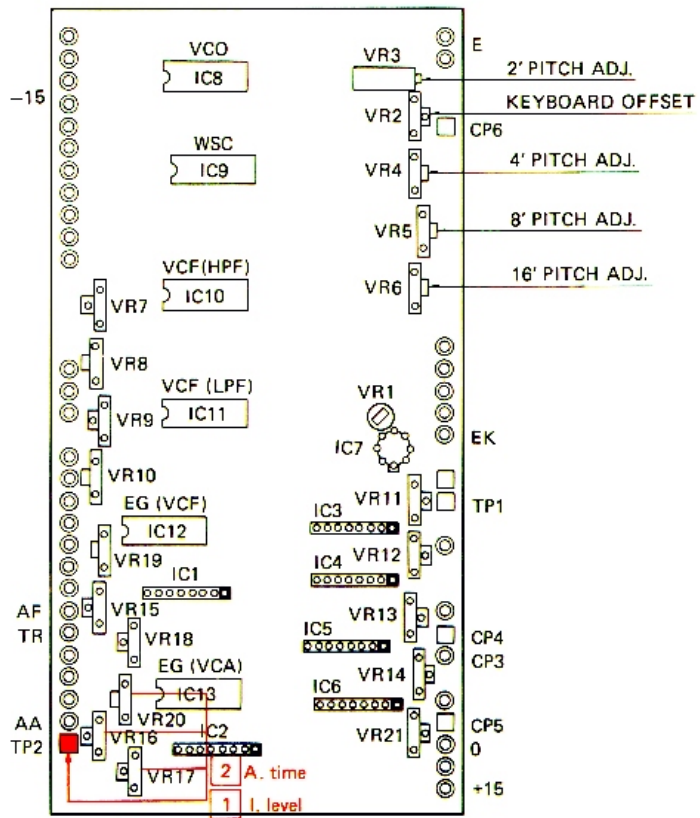 E
VCO
VR3
IC8
2' PITCH ADJ.
-15
VR2
KEYBOARD OFFSET
CP6
WSC
IC9
VR4
4' PITCH ADJ.
VR5
8' PITCH ADJ.
VCF(HPF)
IC10
VR6
16' PITCH ADJ.
VR7
VR8
VCF (LPF)
IC11
VR1
VR9
IC7
EK
VR10
VR11
TP1
EG (VCF)
IC12
IC3
VR12
VR19
IC1
IC4
AF
VR15
VR13
TR
VR18
IC5
CP4
CP3
EG (VCA)
IC13
VR14
IC6
AA
VR20
CP5
TP2
VR16
IC2
VR21
0
VR17
2 A. time
+15
1 I. level